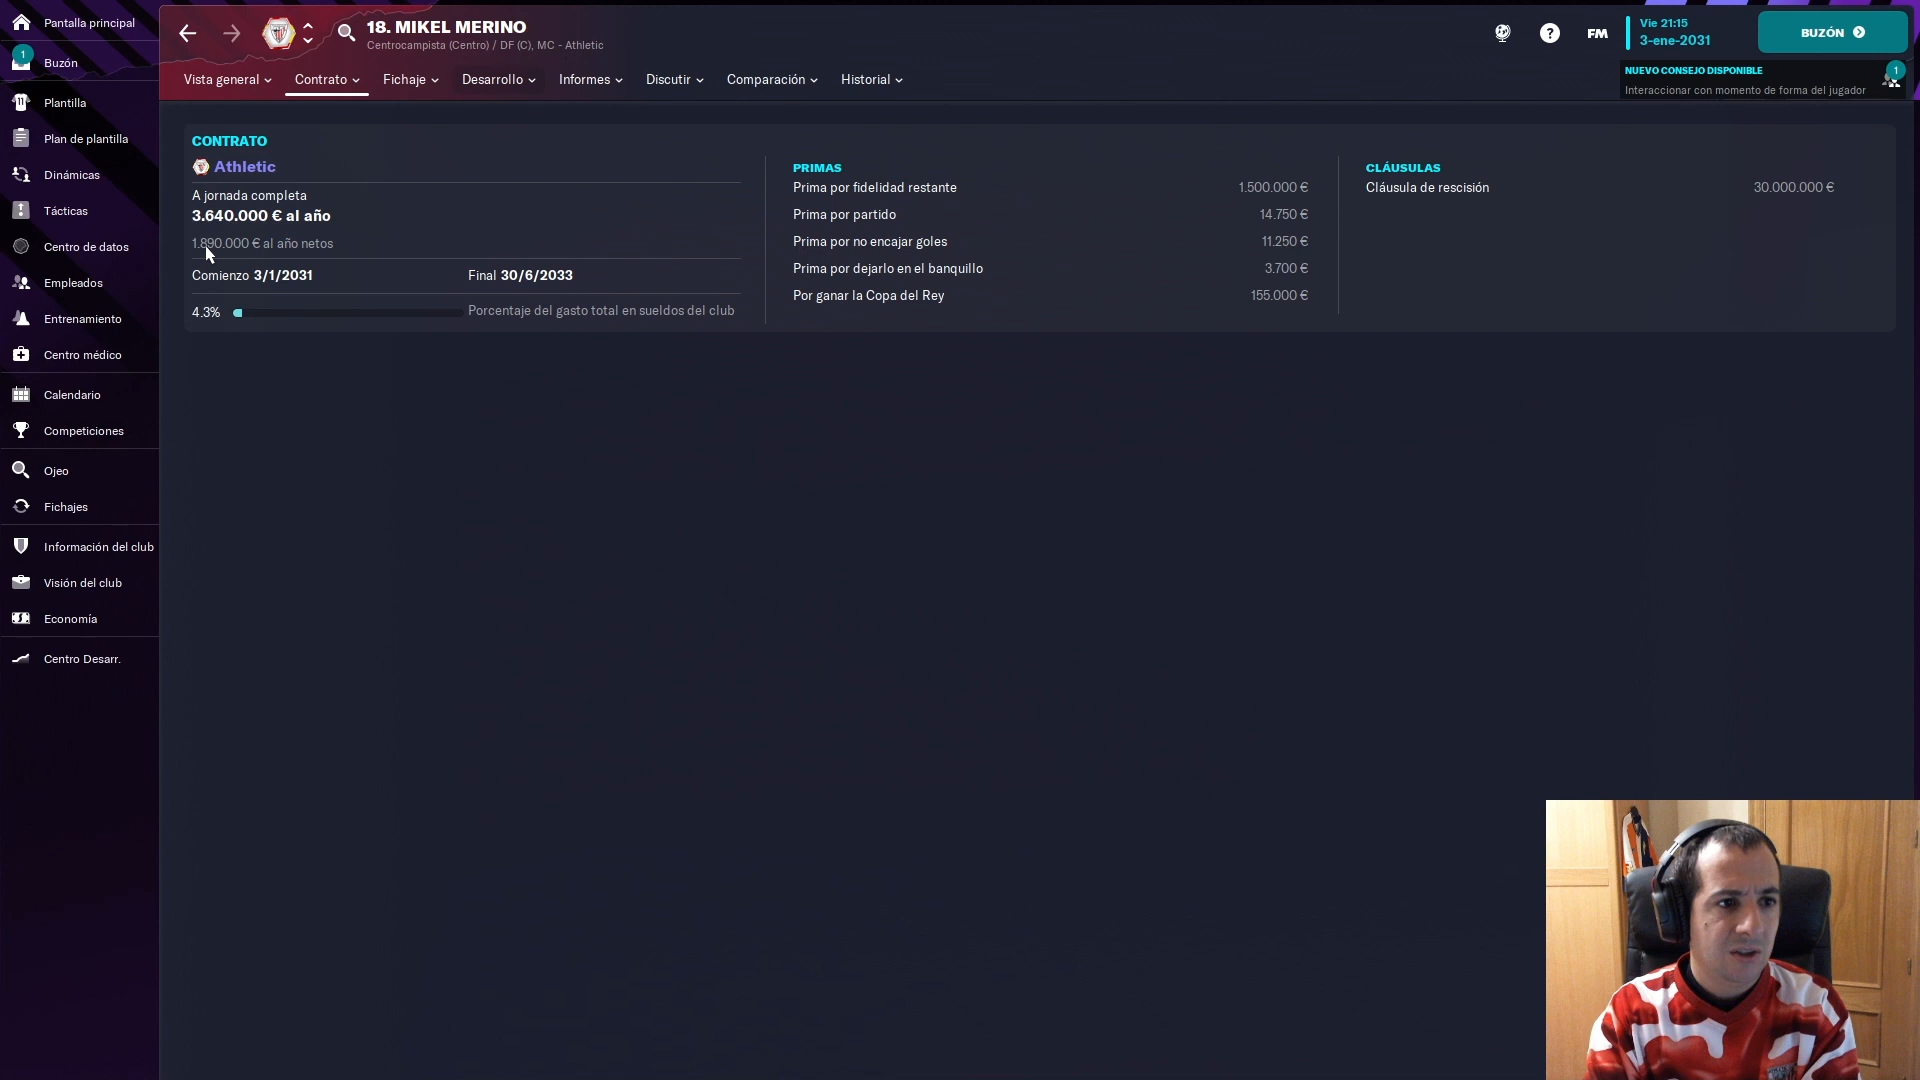 Pantalla principal
1
Buzón
Plantilla
Plan de plantilla
Dinámicas
Tácticas
Centro de datos
Empleados
Entrenamiento
Centro médico
Calendario
Competiciones
Ojeo
Fichajes
Información del club
Visión del club
Economía
Centro Desarr.
18. MIKEL MERINO
Centrocampista (Centro) / DF (C), MC - Athletic
FM
Vie 21:15
3-ene-2031
BUZÓN
Vista general
Contrato
Fichaje
Desarrollo
Informes
Discutir
Comparación
Historial
NUEVO CONSEJO DISPONIBLE
1
Interaccionar con momento de forma del jugador
CONTRATO
Athletic
A jornada completa
3.640.000 € al año
1.890.000 € al año netos
Comienzo 3/1/2031
Final 30/6/2033
4.3%
Porcentaje del gasto total en sueldos del club
PRIMAS
Prima por fidelidad restante 1.500.000 €
Prima por partido 14.750 €
Prima por no encajar goles 11.250 €
Prima por dejarlo en el banquillo 3.700 €
Por ganar la Copa del Rey 155.000 €
CLÁUSULAS
Cláusula de rescisión 30.000.000 €